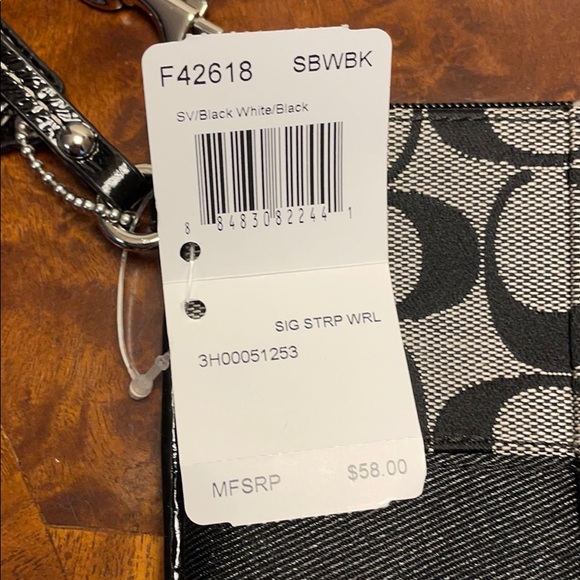 F42618 SBWBK
SV/Black White/Black
8 84830 82244 1
SIG STRP WRL
3H00051253
MFSRP $58.00